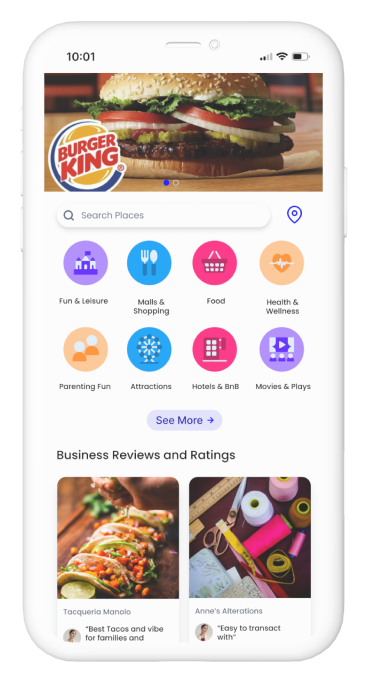 10:01
BURGER
KING
®
Search Places
Fun & Leisure
Malls &
Shopping
Food
Health &
Wellness
Parenting Fun
Attractions
Hotels & BnB
Movies & Plays
See More →
Business Reviews and Ratings
Tacqueria Manolo
"Best Tacos and vibe
for families and
Anne's Alterations
"Easy to transact
with"